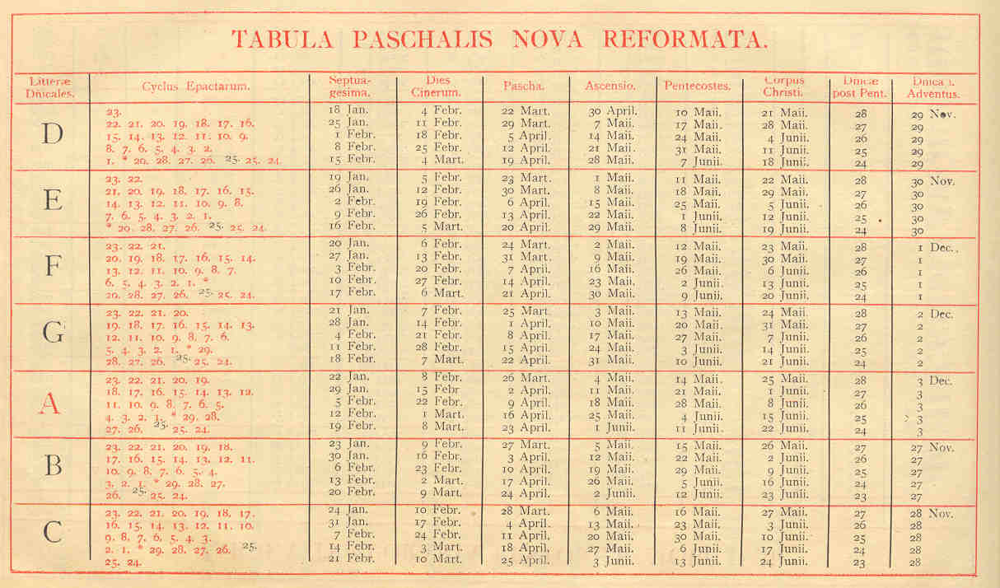 TABULA PASCHALIS NOVA REFORMATA.
Litteræ Dñicales. Cyclus Epactarum. Septua-gesima. Dies Cinerum. Pascha. Ascensio. Pentecostes. Corpus Christi. Dnicæ post Pent. Dnica 1. Adventus.
D
23. 18 Jan. 4 Febr. 22 Mart. 30 April. 10 Maii. 21 Maii. 28 29 Nov.
22. 21. 20. 19. 18. 17. 16. 25 Jan. 11 Febr. 29 Mart. 7 Maii. 17 Maii. 28 Maii. 27 29
15. 14. 13. 12. 11. 10. 9. 1 Febr. 18 Febr. 5 April. 14 Maii. 24 Maii. 4 Junii. 26 29
8. 7. 6. 5. 4. 3. 2. 8 Febr. 25 Febr. 12 April. 21 Maii. 31 Maii. 11 Junii. 25 29
1. * 29. 28. 27. 26. 25. 25. 24. 15 Febr. 4 Mart. 19 April. 28 Maii. 7 Junii. 18 Junii. 24 29
E
23. 22. 19 Jan. 5 Febr. 23 Mart. 1 Maii. 11 Maii. 22 Maii. 28 30 Nov.
21. 20. 19. 18. 17. 16. 15. 26 Jan. 12 Febr. 30 Mart. 8 Maii. 18 Maii. 29 Maii. 27 30
14. 13. 12. 11. 10. 9. 8. 2 Febr. 19 Febr. 6 April. 15 Maii. 25 Maii. 5 Junii. 26 30
7. 6. 5. 4. 3. 2. 1. 9 Febr. 26 Febr. 13 April. 22 Maii. 1 Junii. 12 Junii. 25 30
* 29. 28. 27. 26. 25. 25. 24. 16 Febr. 5 Mart. 20 April. 29 Maii. 8 Junii. 19 Junii. 24 30
F
23. 22. 21. 20 Jan. 6 Febr. 24 Mart. 2 Maii. 12 Maii. 23 Maii. 28 1 Dec.
20. 19. 18. 17. 16. 15. 14. 27 Jan. 13 Febr. 31 Mart. 9 Maii. 19 Maii. 30 Maii. 27 1
13. 12. 11. 10. 9. 8. 7. 3 Febr. 20 Febr. 7 April. 16 Maii. 26 Maii. 6 Junii. 26 1
6. 5. 4. 3. 2. 1. * 10 Febr. 27 Febr. 14 April. 23 Maii. 2 Junii. 13 Junii. 25 1
29. 28. 27. 26. 25. 25. 24. 17 Febr. 6 Mart. 21 April. 30 Maii. 9 Junii. 20 Junii. 24 1
G
23. 22. 21. 20. 21 Jan. 7 Febr. 25 Mart. 3 Maii. 13 Maii. 24 Maii. 28 2 Dec.
19. 18. 17. 16. 15. 14. 13. 28 Jan. 14 Febr. 1 April. 10 Maii. 20 Maii. 31 Maii. 27 2
12. 11. 10. 9. 8. 7. 6. 4 Febr. 21 Febr. 8 April. 17 Maii. 27 Maii. 7 Junii. 26 2
5. 4. 3. 2. 1. * 29. 11 Febr. 28 Febr. 15 April. 24 Maii. 3 Junii. 14 Junii. 25 2
28. 27. 26. 25. 25. 24. 18 Febr. 7 Mart. 22 April. 31 Maii. 10 Junii. 21 Junii. 24 2
A
23. 22. 21. 20. 19. 22 Jan. 8 Febr. 26 Mart. 4 Maii. 14 Maii. 25 Maii. 28 3 Dec.
18. 17. 16. 15. 14. 13. 12. 29 Jan. 15 Febr 2 April. 11 Maii. 21 Maii. 1 Junii. 27 3
11. 10. 9. 8. 7. 6. 5. 5 Febr. 22 Febr. 9 April. 18 Maii. 28 Maii. 8 Junii. 26 3
4. 3. 2. 1. * 29. 28. 12 Febr. 1 Mart. 16 April. 25 Maii. 4 Junii. 15 Junii. 25 3
27. 26. 25. 25. 24. 19 Febr. 8 Mart. 23 April. 1 Junii. 11 Junii. 22 Junii. 24 3
B
23. 22. 21. 20. 19. 18. 23 Jan. 9 Febr. 27 Mart. 5 Maii. 15 Maii. 26 Maii. 27 27 Nov.
17. 16. 15. 14. 13. 12. 11. 30 Jan. 16 Febr. 3 April. 12 Maii. 22 Maii. 2 Junii. 26 27
10. 9. 8. 7. 6. 5. 4. 6 Febr. 23 Febr. 10 April. 19 Maii. 29 Maii. 9 Junii. 25 27
3. 2. 1. * 29. 28. 27. 13 Febr. 2 Mart. 17 April. 26 Maii. 5 Junii. 16 Junii. 24 27
26. 25. 25. 24. 20 Febr. 9 Mart. 24 April. 2 Junii. 12 Junii. 23 Junii. 23 27
C
23. 22. 21. 20. 19. 18. 17. 24 Jan. 10 Febr. 28 Mart. 6 Maii. 16 Maii. 27 Maii. 27 28 Nov.
16. 15. 14. 13. 12. 11. 10. 31 Jan. 17 Febr. 4 April. 13 Maii. 23 Maii. 3 Junii. 26 28
9. 8. 7. 6. 5. 4. 3. 7 Febr. 24 Febr. 11 April. 20 Maii. 30 Maii. 10 Junii. 25 28
2. 1. * 29. 28. 27. 26. 25. 14 Febr. 3 Mart. 18 April. 27 Maii. 6 Junii. 17 Junii. 24 28
25. 24. 21 Febr. 10 Mart. 25 April. 3 Junii. 13 Junii. 24 Junii. 23 28